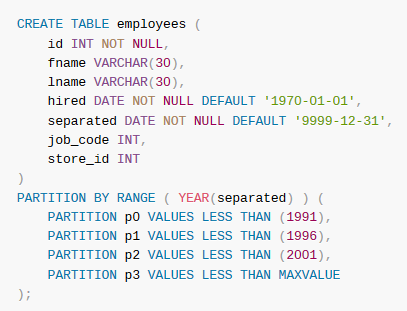 CREATE TABLE employees (
    id INT NOT NULL,
    fname VARCHAR(30),
    lname VARCHAR(30),
    hired DATE NOT NULL DEFAULT '1970-01-01',
    separated DATE NOT NULL DEFAULT '9999-12-31',
    job_code INT,
    store_id INT
)
PARTITION BY RANGE ( YEAR(separated) ) (
    PARTITION p0 VALUES LESS THAN (1991),
    PARTITION p1 VALUES LESS THAN (1996),
    PARTITION p2 VALUES LESS THAN (2001),
    PARTITION p3 VALUES LESS THAN MAXVALUE
);